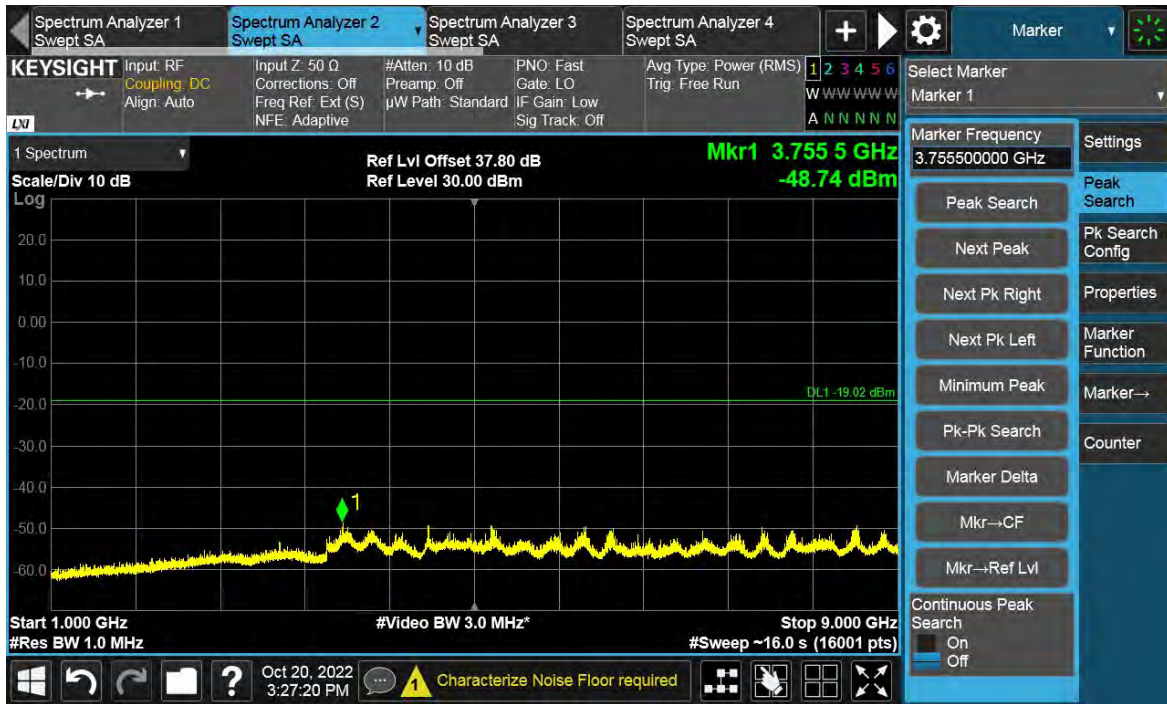 Spectrum Analyzer 1
Swept SA
Spectrum Analyzer 2
Swept SA
Spectrum Analyzer 3
Swept SA
Spectrum Analyzer 4
Swept SA
+
Marker
KEYSIGHT
LXI
Input: RF
Coupling: DC
Align: Auto
Input Z: 50 Ω
Corrections: Off
Freq Ref: Ext (S)
NFE: Adaptive
#Atten: 10 dB
Preamp: Off
µW Path: Standard
PNO: Fast
Gate: LO
IF Gain: Low
Sig Track: Off
Avg Type: Power (RMS)
Trig: Free Run
1 2 3 4 5 6
W W W W W W
A N N N N N
Select Marker
Marker 1
1 Spectrum
Scale/Div 10 dB
Log
Ref Lvl Offset 37.80 dB
Ref Level 30.00 dBm
Mkr1 3.755 5 GHz
-48.74 dBm
20.0
10.0
0.00
-10.0
-20.0
-30.0
-40.0
-50.0
-60.0
DL1 -19.02 dBm
1
Start 1.000 GHz
#Res BW 1.0 MHz
#Video BW 3.0 MHz*
Stop 9.000 GHz
#Sweep ~16.0 s (16001 pts)
Marker Frequency
3.755500000 GHz
Peak Search
Next Peak
Next Pk Right
Next Pk Left
Minimum Peak
Pk-Pk Search
Marker Delta
Mkr→CF
Mkr→Ref Lvl
Continuous Peak
Search
On
Off
Settings
Peak
Search
Pk Search
Config
Properties
Marker
Function
Marker→
Counter
?
Oct 20, 2022
3:27:20 PM
1
Characterize Noise Floor required